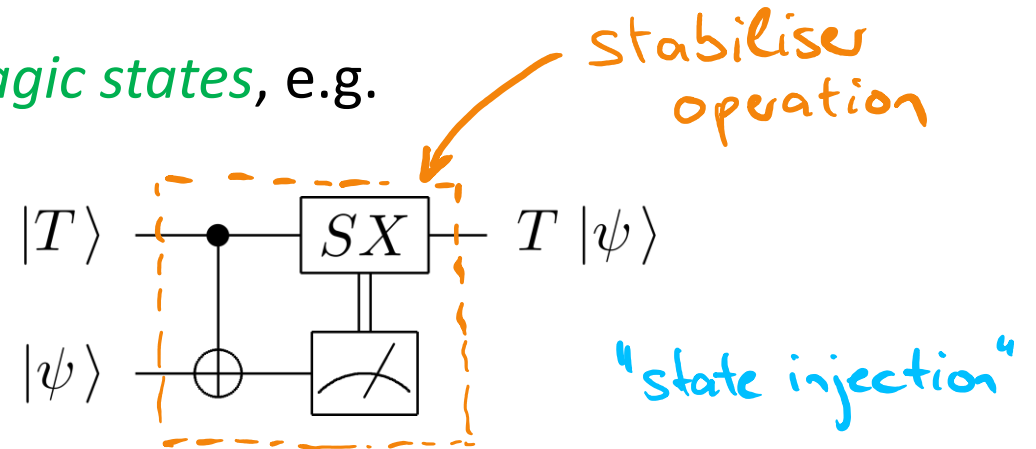 agic states, e.g.
stabiliser
operation
|T⟩ SX T |ψ⟩
|ψ⟩
"state injection"